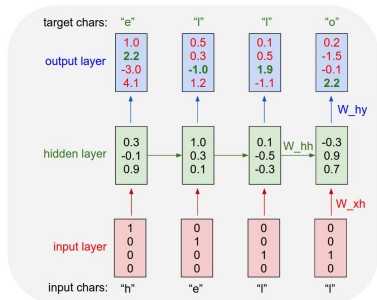 target chars: "e" "l" "l" "o"
1.0 0.5 0.1 0.2
2.2 0.3 0.5 -1.5
output layer -3.0 -1.0 1.9 -0.1
4.1 1.2 -1.1 2.2
W_hy
0.3 1.0 0.1 -0.3
hidden layer -0.1 0.3 -0.5 W_hh 0.9
0.9 0.1 -0.3 0.7
W_xh
1 0 0 0
input layer 0 1 0 0
0 0 1 1
0 0 0 0
input chars: "h" "e" "l" "l"